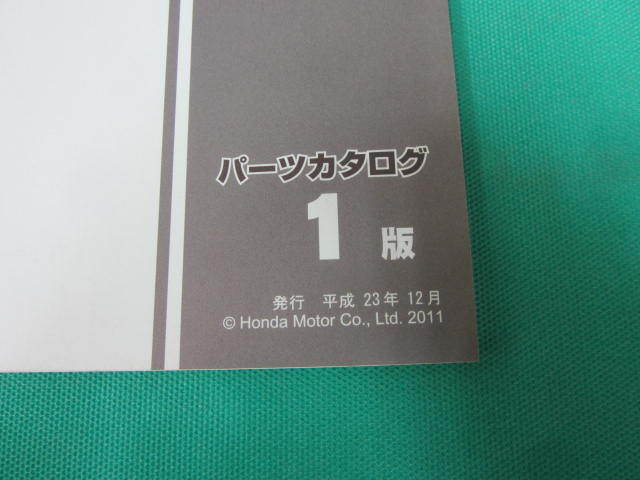 パーツカタログ
1 版
発行 平成 23年 12月
© Honda Motor Co., Ltd. 2011